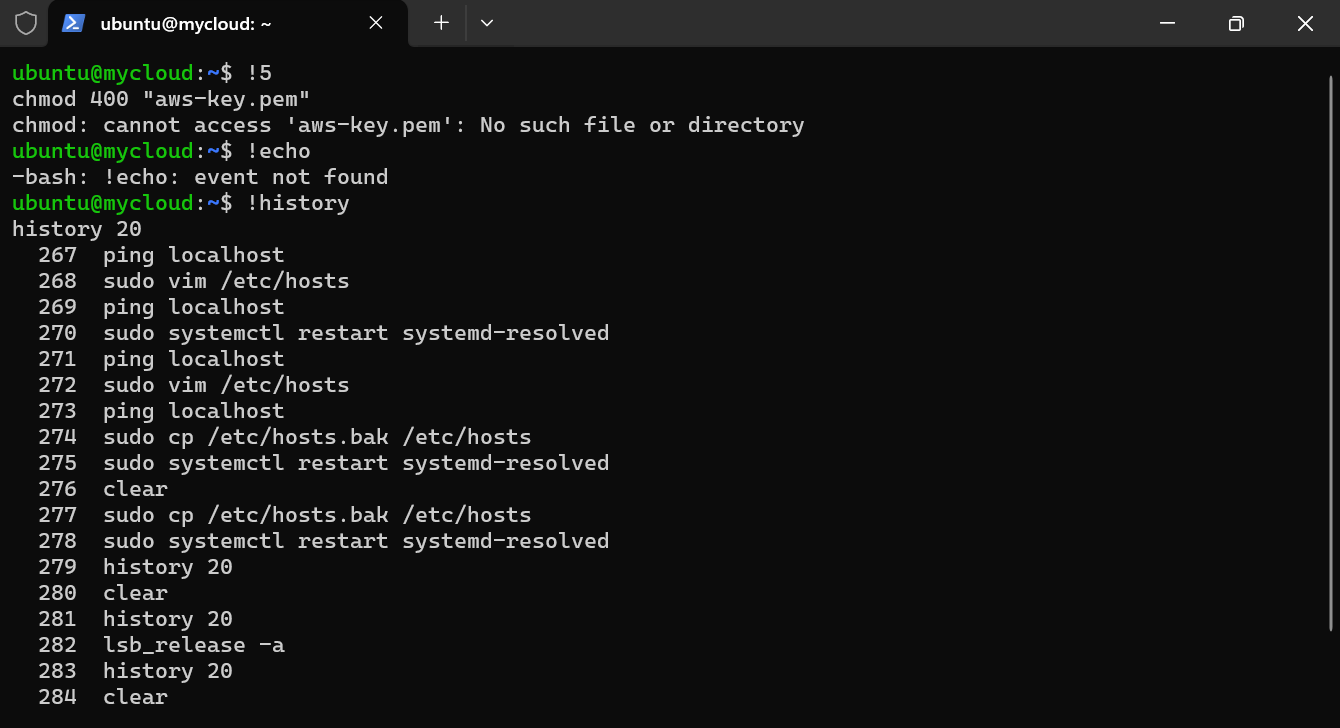 ubuntu@mycloud: ~
ubuntu@mycloud:~$ !5
chmod 400 "aws-key.pem"
chmod: cannot access 'aws-key.pem': No such file or directory
ubuntu@mycloud:~$ !echo
-bash: !echo: event not found
ubuntu@mycloud:~$ !history
history 20
  267  ping localhost
  268  sudo vim /etc/hosts
  269  ping localhost
  270  sudo systemctl restart systemd-resolved
  271  ping localhost
  272  sudo vim /etc/hosts
  273  ping localhost
  274  sudo cp /etc/hosts.bak /etc/hosts
  275  sudo systemctl restart systemd-resolved
  276  clear
  277  sudo cp /etc/hosts.bak /etc/hosts
  278  sudo systemctl restart systemd-resolved
  279  history 20
  280  clear
  281  history 20
  282  lsb_release -a
  283  history 20
  284  clear